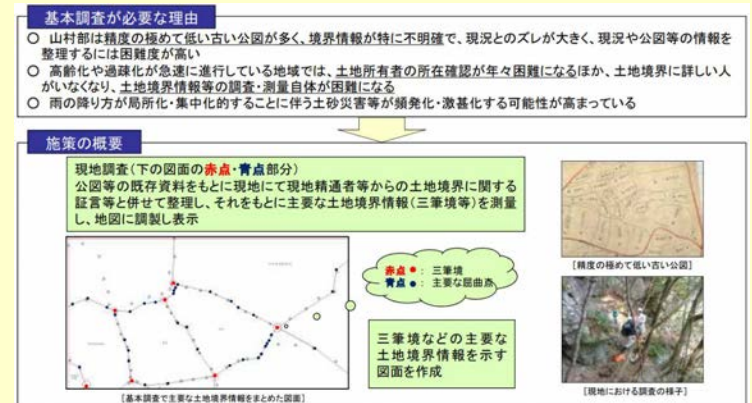 基本調査が必要な理由
○ 山村部は精度の極めて低い古い公図が多く、境界情報が特に不明確で、現況とのズレが大きく、現況や公図等の情報を
整理するには困難度が高い
○ 高齢化や過疎化が急速に進行している地域では、土地所有者の所在確認が年々困難になるほか、土地境界に詳しい人
がいなくなり、土地境界情報等の調査・測量自体が困難になる
○ 雨の降り方が局所化・集中化的することに伴う土砂災害等が頻発化・激甚化する可能性が高まっている
施策の概要
現地調査(下の図面の赤点・青点部分)
公図等の既存資料をもとに現地にて現地精通者等からの土地境界に関する
証言等と併せて整理し、それをもとに主要な土地境界情報(三筆境等)を測量
し、地図に調製し表示
赤点 ● : 三筆境
青点 ● : 主要な屈曲点
三筆境などの主要な
土地境界情報を示す
図面を作成
[基本調査で主要な土地境界情報をまとめた図面]
[精度の極めて低い古い公図]
[現地における調査の様子]